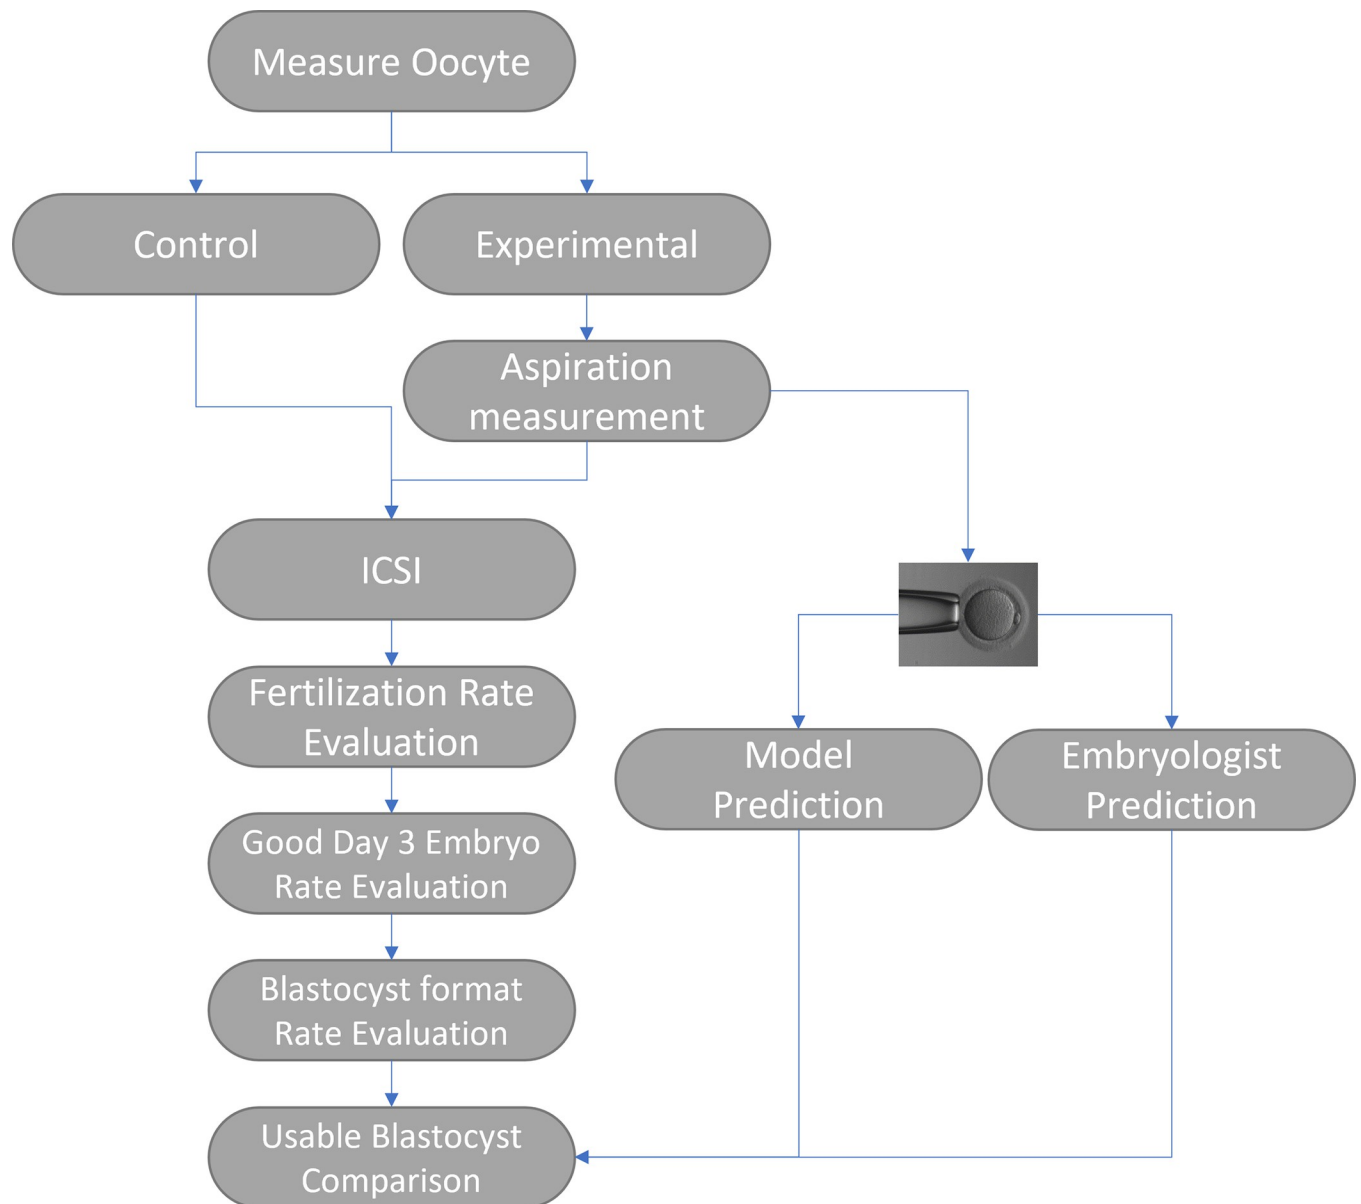 Measure Oocyte
Control
Experimental
Aspiration
measurement
ICSI
Fertilization Rate
Evaluation
Model
Prediction
Embryologist
Prediction
Good Day 3 Embryo
Rate Evaluation
Blastocyst format
Rate Evaluation
Usable Blastocyst
Comparison